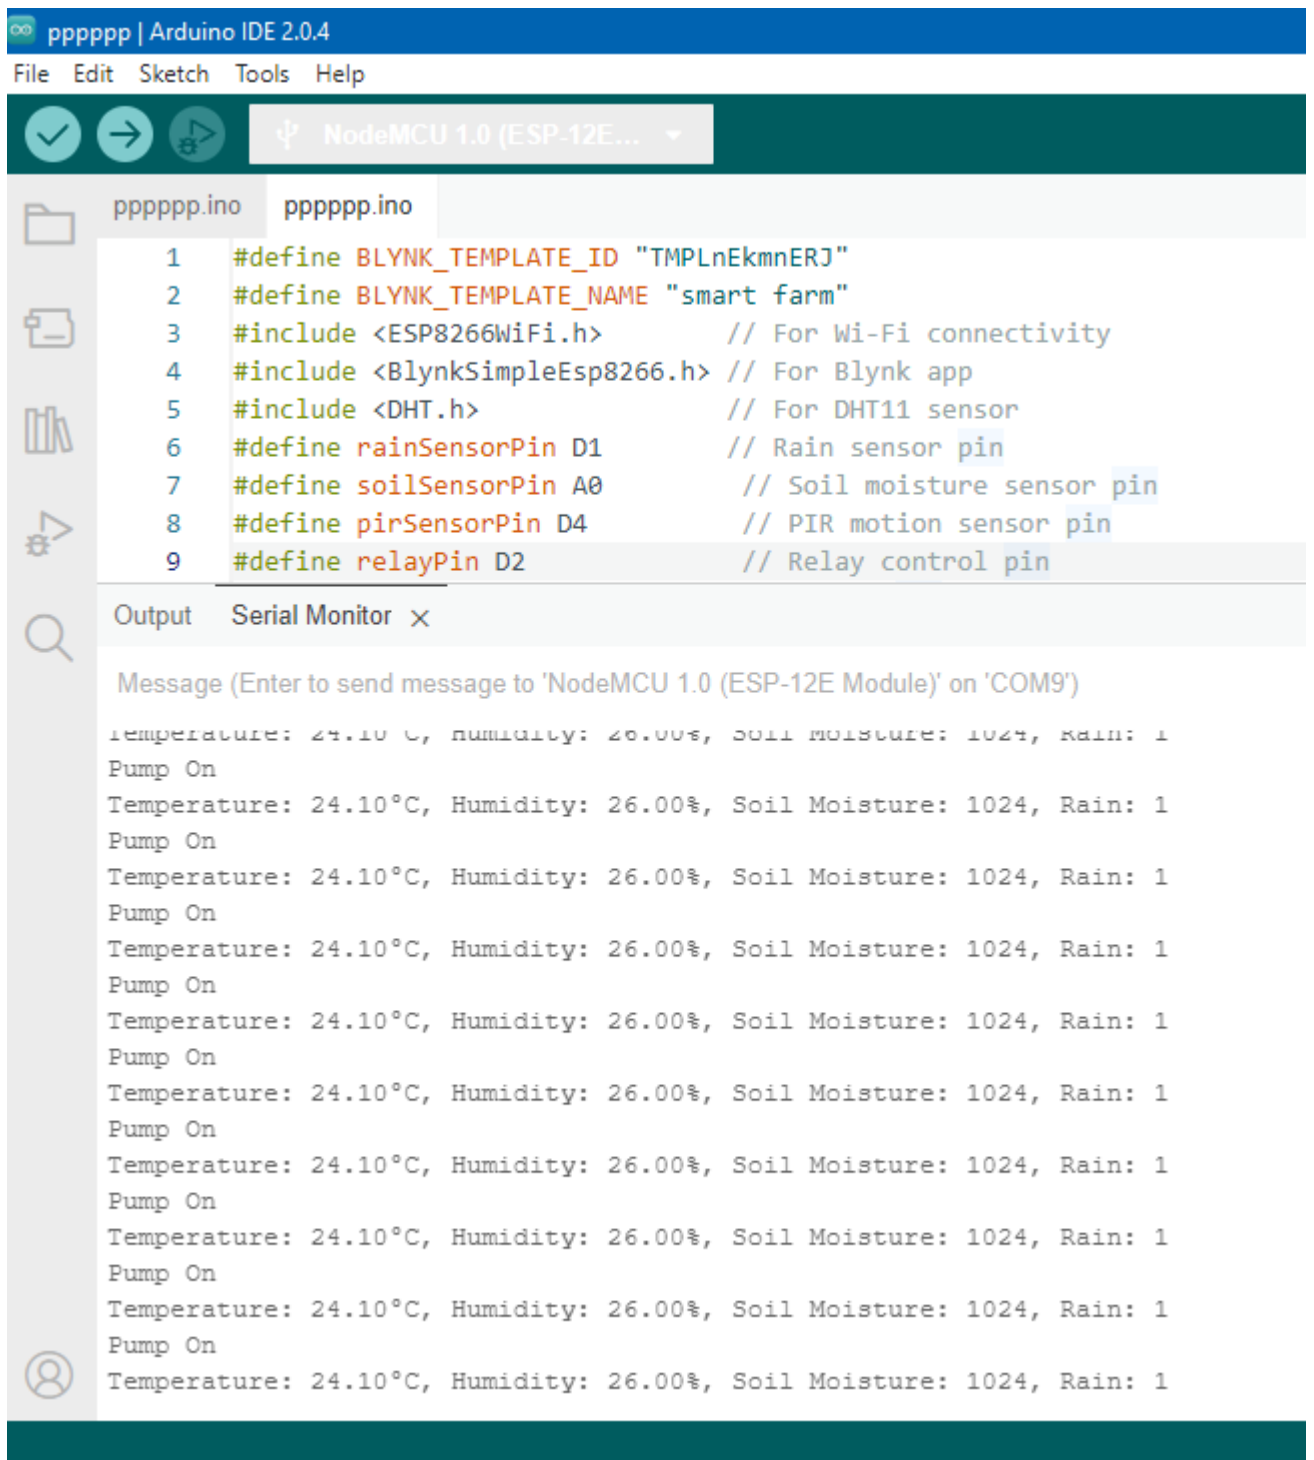 pppppp | Arduino IDE 2.0.4
File Edit Sketch Tools Help
NodeMCU 1.0 (ESP-12E...
pppppp.ino pppppp.ino
1 #define BLYNK_TEMPLATE_ID "TMPLnEkmnERJ"
2 #define BLYNK_TEMPLATE_NAME "smart farm"
3 #include <ESP8266WiFi.h> // For Wi-Fi connectivity
4 #include <BlynkSimpleEsp8266.h> // For Blynk app
5 #include <DHT.h> // For DHT11 sensor
6 #define rainSensorPin D1 // Rain sensor pin
7 #define soilSensorPin A0 // Soil moisture sensor pin
8 #define pirSensorPin D4 // PIR motion sensor pin
9 #define relayPin D2 // Relay control pin
Output Serial Monitor
Message (Enter to send message to 'NodeMCU 1.0 (ESP-12E Module)' on 'COM9')
Temperature: 24.10°C, Humidity: 26.00%, Soil Moisture: 1024, Rain: 1
Pump On
Temperature: 24.10°C, Humidity: 26.00%, Soil Moisture: 1024, Rain: 1
Pump On
Temperature: 24.10°C, Humidity: 26.00%, Soil Moisture: 1024, Rain: 1
Pump On
Temperature: 24.10°C, Humidity: 26.00%, Soil Moisture: 1024, Rain: 1
Pump On
Temperature: 24.10°C, Humidity: 26.00%, Soil Moisture: 1024, Rain: 1
Pump On
Temperature: 24.10°C, Humidity: 26.00%, Soil Moisture: 1024, Rain: 1
Pump On
Temperature: 24.10°C, Humidity: 26.00%, Soil Moisture: 1024, Rain: 1
Pump On
Temperature: 24.10°C, Humidity: 26.00%, Soil Moisture: 1024, Rain: 1
Pump On
Temperature: 24.10°C, Humidity: 26.00%, Soil Moisture: 1024, Rain: 1
Pump On
Temperature: 24.10°C, Humidity: 26.00%, Soil Moisture: 1024, Rain: 1